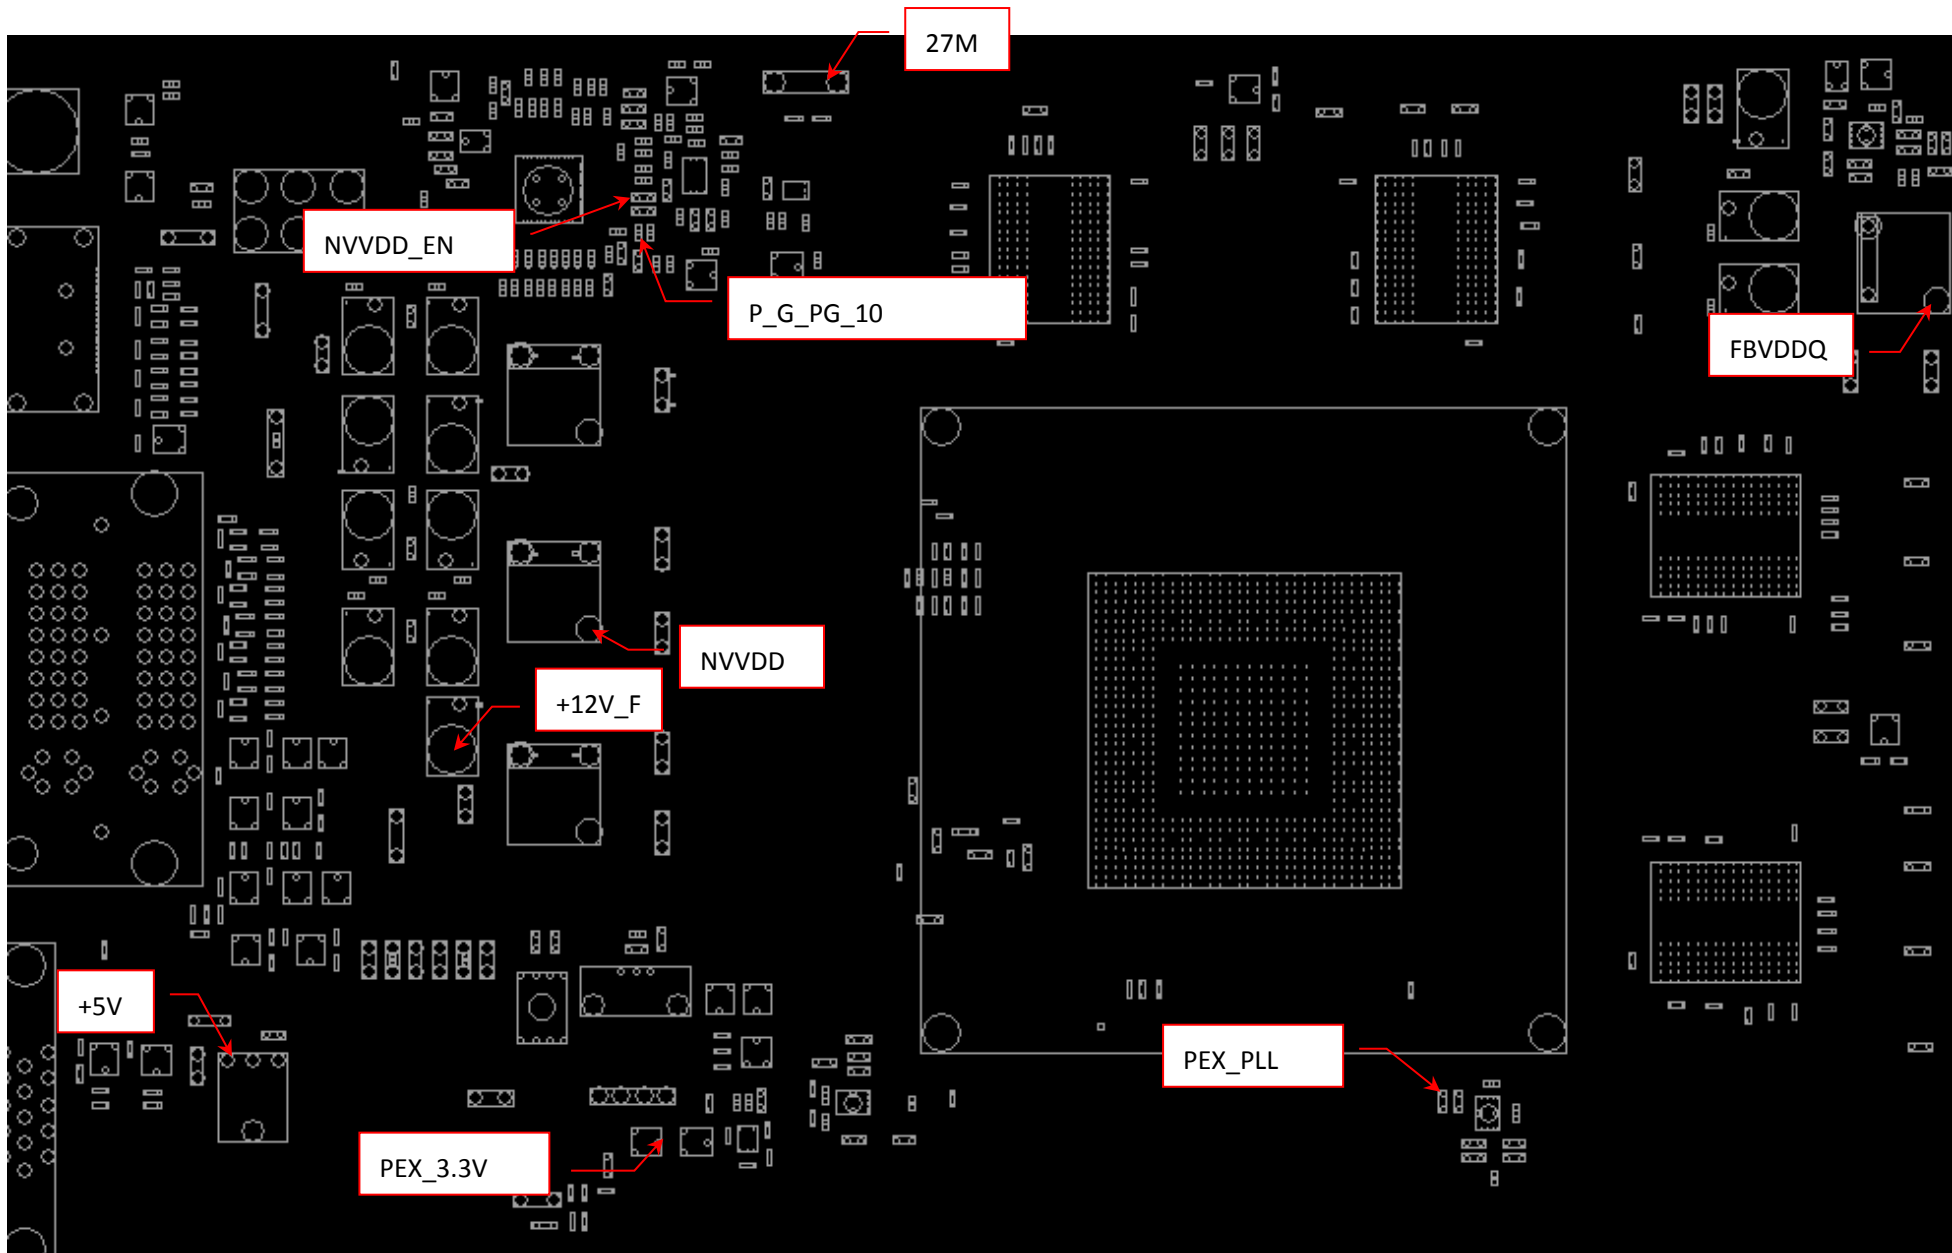 27M
NVVDD_EN
P_G_PG_10
FBVDDQ
NVVDD
+12V_F
+5V
PEX_PLL
PEX_3.3V